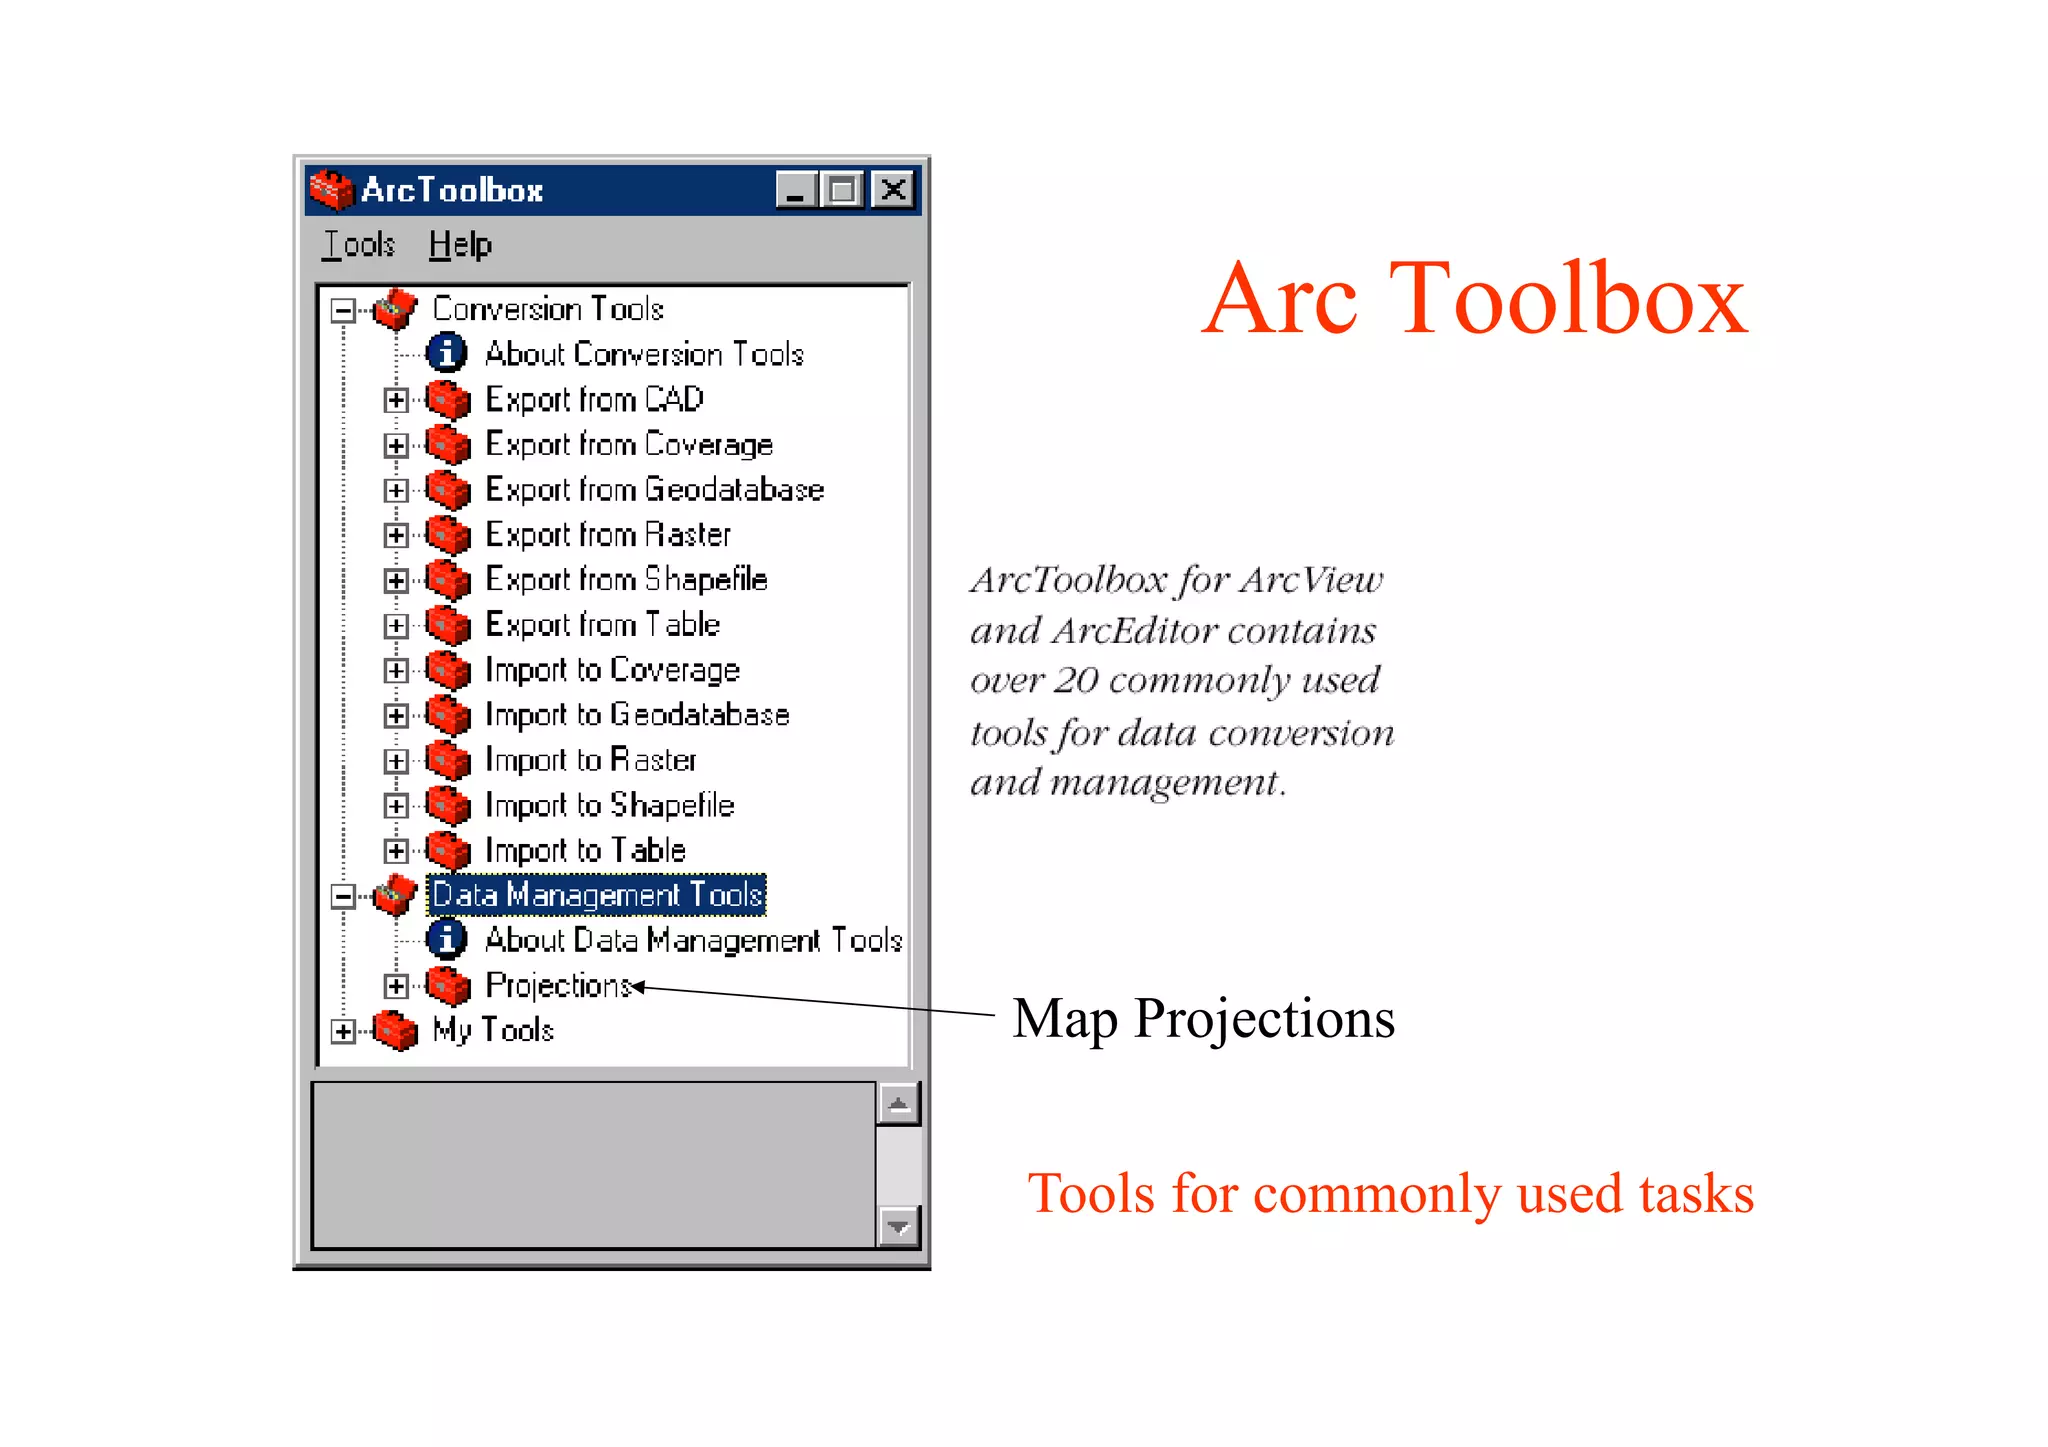 ArcToolbox
Tools Help
Conversion Tools
About Conversion Tools
Export from CAD
Export from Coverage
Export from Geodatabase
Export from Raster
Export from Shapefile
Export from Table
Import to Coverage
Import to Geodatabase
Import to Raster
Import to Shapefile
Import to Table
Data Management Tools
About Data Management Tools
Projections
My Tools
Arc Toolbox
ArcToolbox for ArcView
and ArcEditor contains
over 20 commonly used
tools for data conversion
and management.
Map Projections
Tools for commonly used tasks